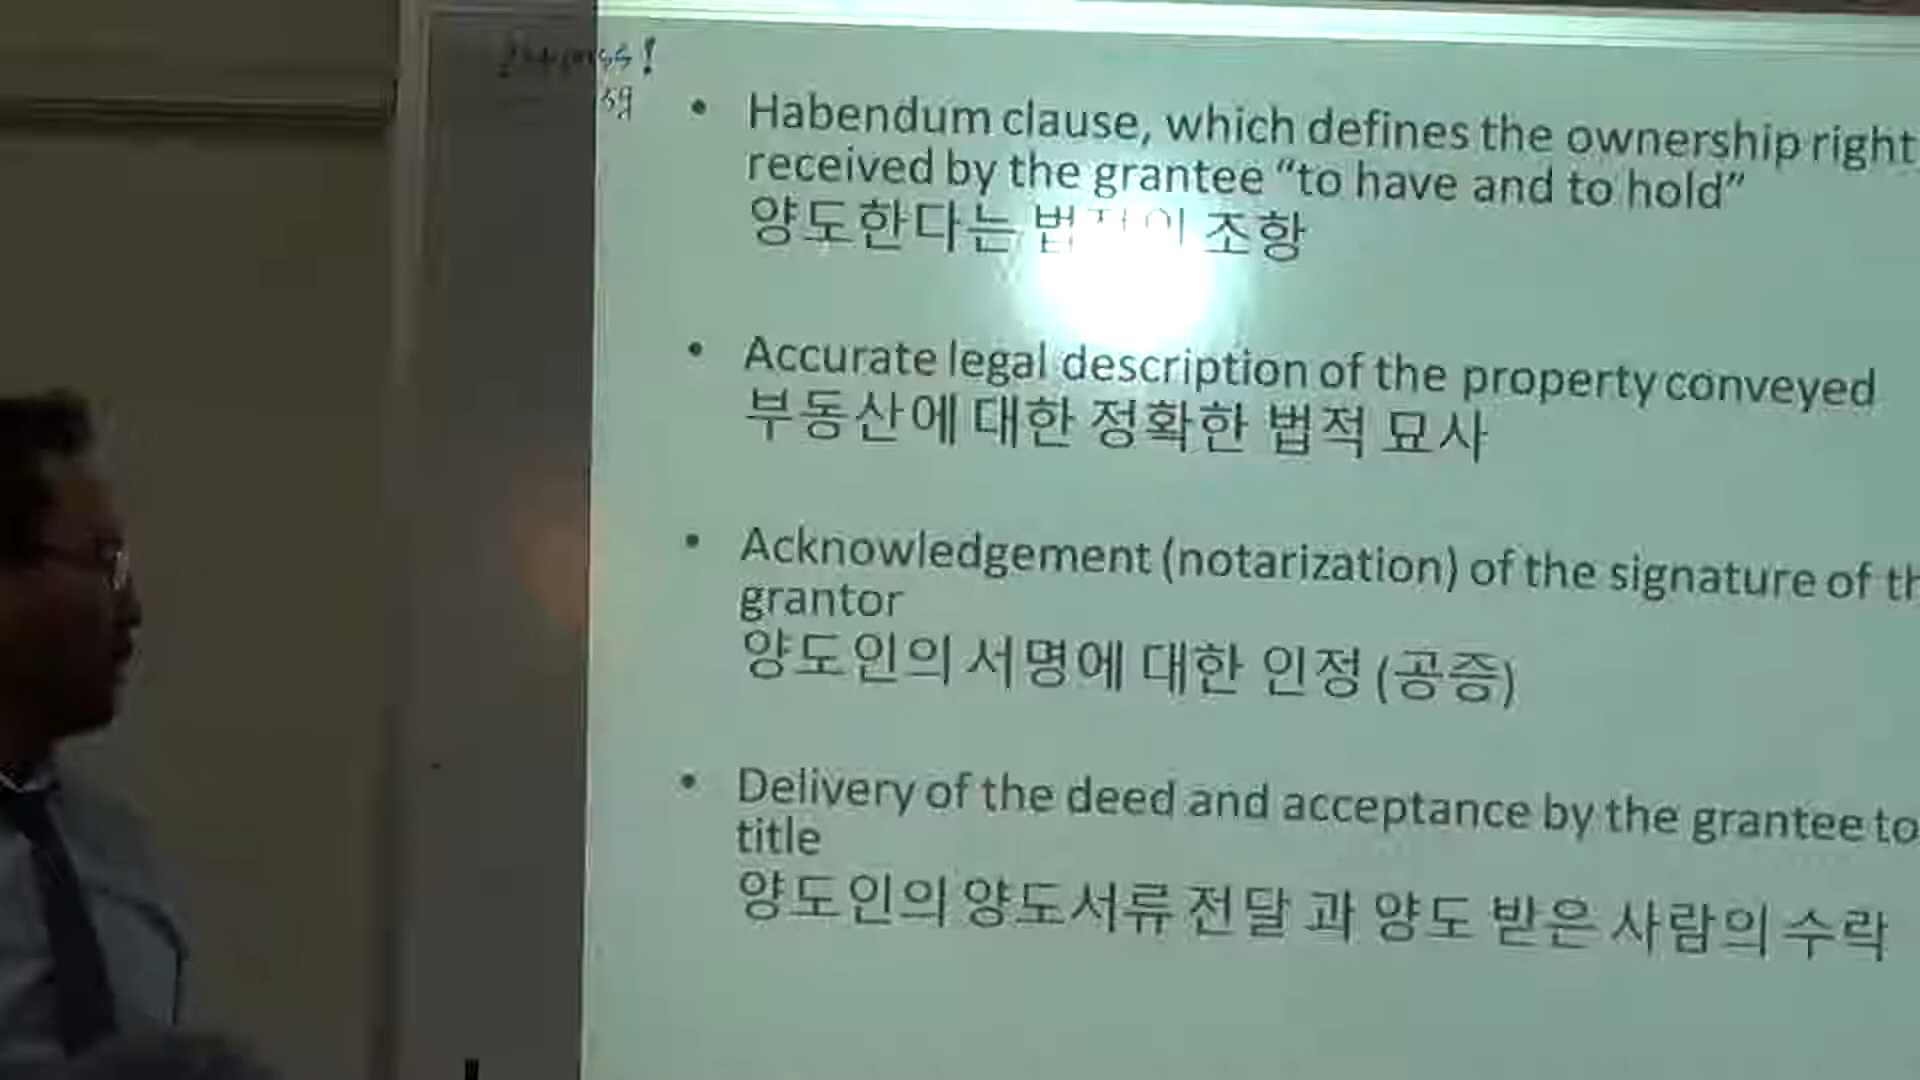 • Habendum clause, which defines the ownership right
received by the grantee “to have and to hold”
양도한다는 조항
• Accurate legal description of the property conveyed
부동산에 대한 정확한 법적 묘사
• Acknowledgement (notarization) of the signature of th
grantor
양도인의 서명에 대한 인정 (공증)
• Delivery of the deed and acceptance by the grantee to
title
양도인의 양도서류 전달 과 양도 받은 사람의 수락